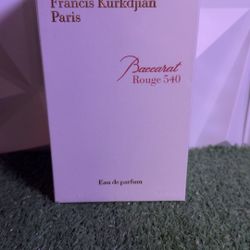 Francis Kurkdjian
Paris
Baccarat
Rouge 540
Eau de parfum